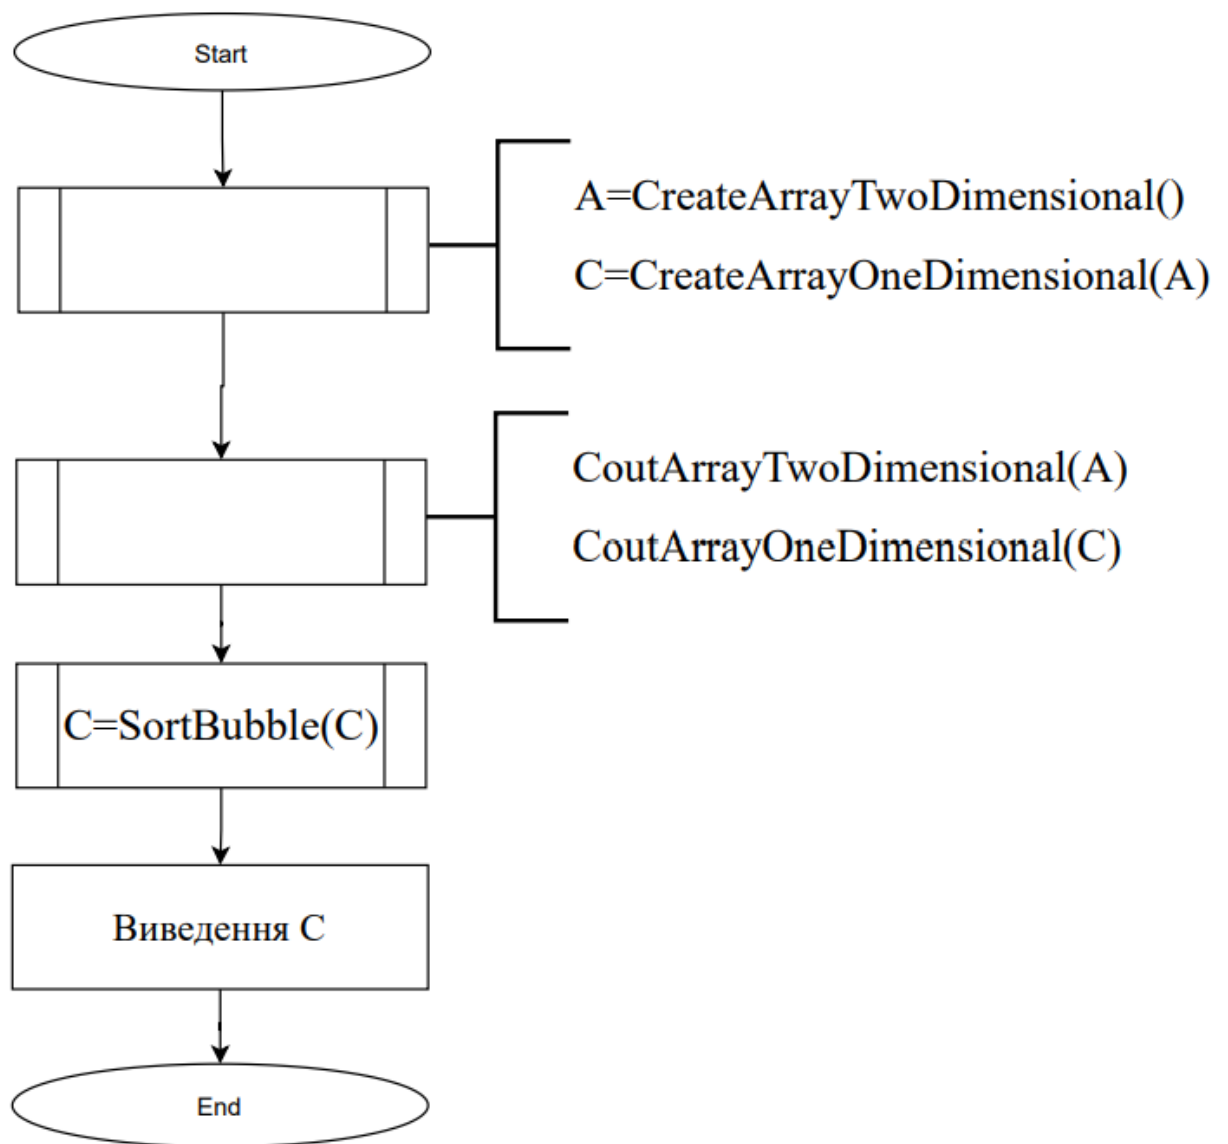 Start
A=CreateArrayTwoDimensional()
C=CreateArrayOneDimensional(A)
CoutArrayTwoDimensional(A)
CoutArrayOneDimensional(C)
C=SortBubble(C)
Виведення C
End